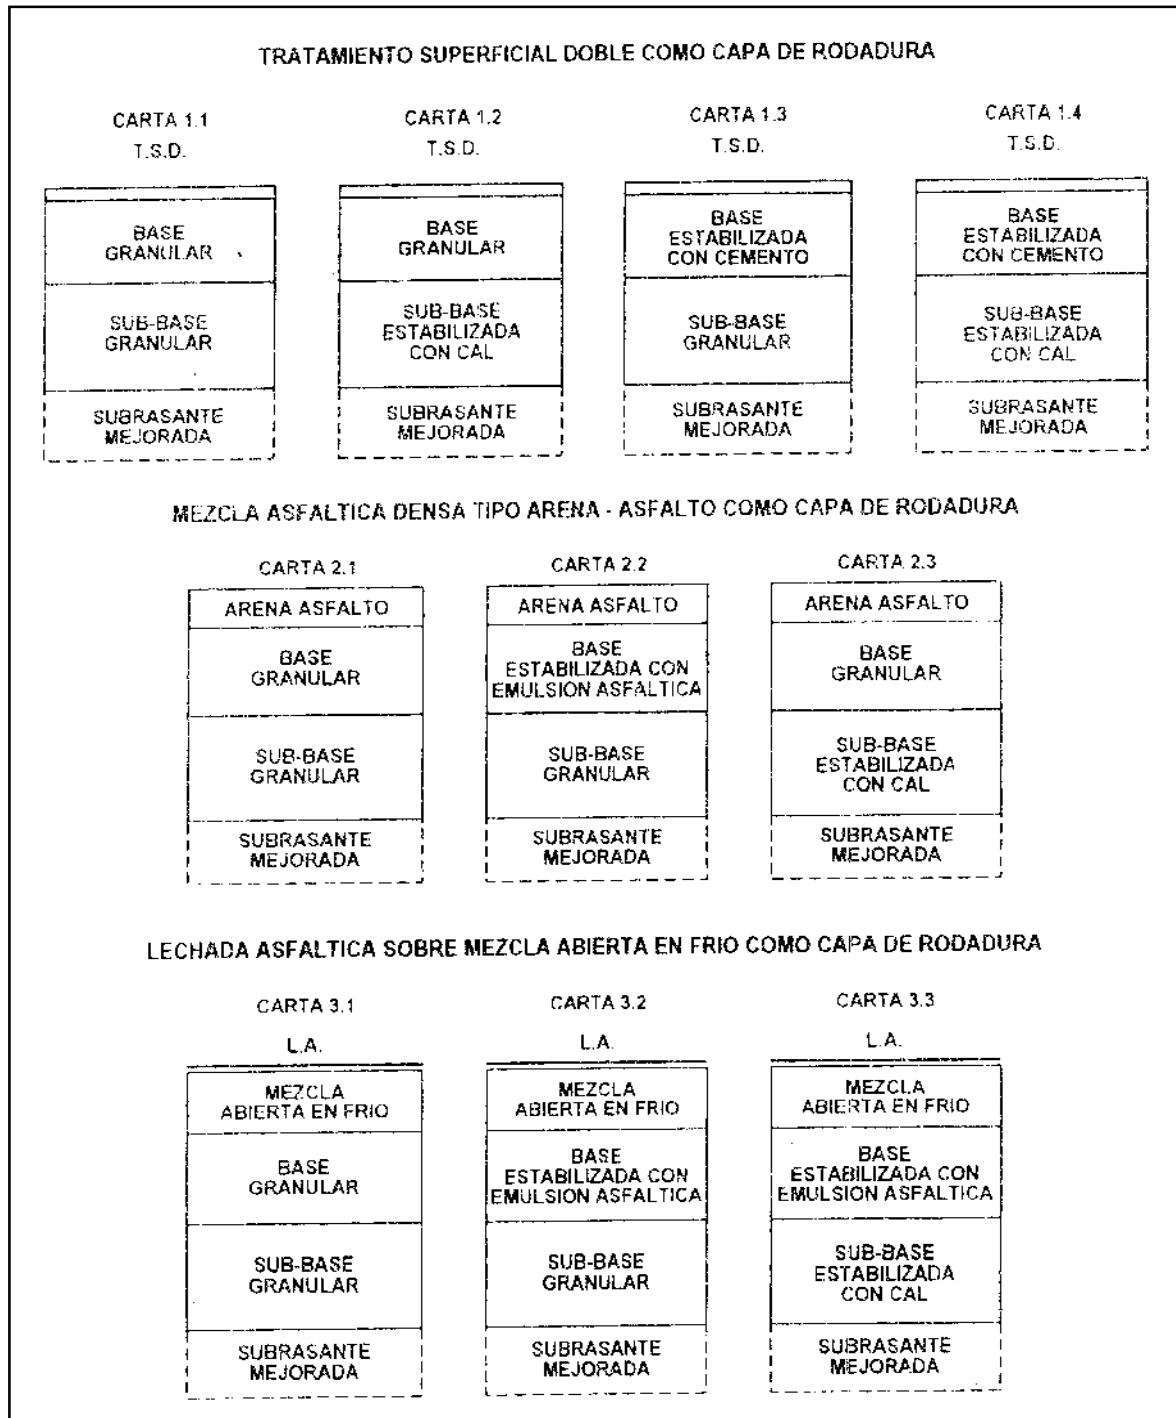 TRATAMIENTO SUPERFICIAL DOBLE COMO CAPA DE RODADURA
CARTA 1.1
T.S.D.
BASE
GRANULAR
SUB-BASE
GRANULAR
SUBRASANTE
MEJORADA
CARTA 1.2
T.S.D.
BASE
GRANULAR
SUB-BASE
ESTABILIZADA
CON CAL
SUBRASANTE
MEJORADA
CARTA 1.3
T.S.D.
BASE
ESTABILIZADA
CON CEMENTO
SUB-BASE
GRANULAR
SUBRASANTE
MEJORADA
CARTA 1.4
T.S.D.
BASE
ESTABILIZADA
CON CEMENTO
SUB-BASE
ESTABILIZADA
CON CAL
SUBRASANTE
MEJORADA
MEZCLA ASFALTICA DENSA TIPO ARENA - ASFALTO COMO CAPA DE RODADURA
CARTA 2.1
ARENA ASFALTO
BASE
GRANULAR
SUB-BASE
GRANULAR
SUBRASANTE
MEJORADA
CARTA 2.2
ARENA ASFALTO
BASE
ESTABILIZADA CON
EMULSION ASFALTICA
SUB-BASE
GRANULAR
SUBRASANTE
MEJORADA
CARTA 2.3
ARENA ASFALTO
BASE
GRANULAR
SUB-BASE
ESTABILIZADA
CON CAL
SUBRASANTE
MEJORADA
LECHADA ASFALTICA SOBRE MEZCLA ABIERTA EN FRIO COMO CAPA DE RODADURA
CARTA 3.1
L.A.
MEZCLA
ABIERTA EN FRIO
BASE
GRANULAR
SUB-BASE
GRANULAR
SUBRASANTE
MEJORADA
CARTA 3.2
L.A.
MEZCLA
ABIERTA EN FRIO
BASE
ESTABILIZADA CON
EMULSION ASFALTICA
SUB-BASE
GRANULAR
SUBRASANTE
MEJORADA
CARTA 3.3
L.A.
MEZCLA
ABIERTA EN FRIO
BASE
ESTABILIZADA CON
EMULSION ASFALTICA
SUB-BASE
ESTABILIZADA
CON CAL
SUBRASANTE
MEJORADA